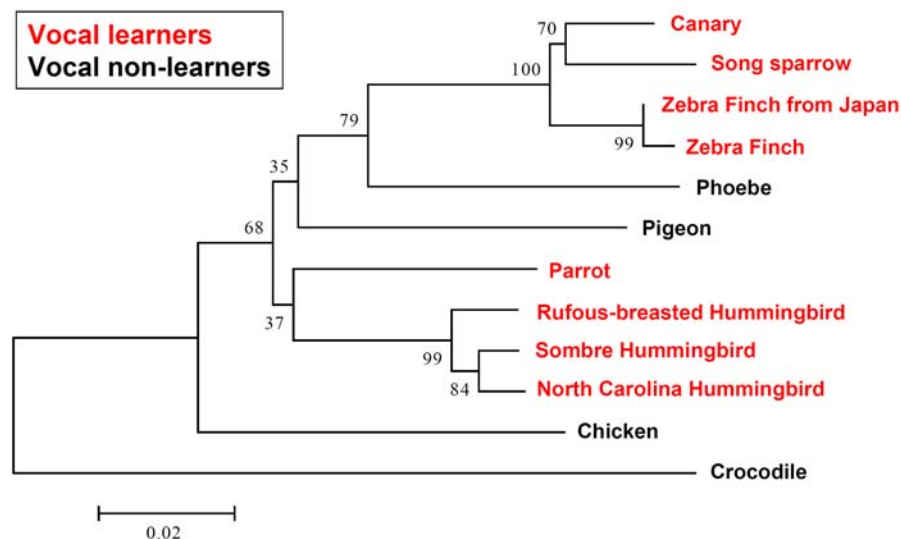 Vocal learners
Vocal non-learners
70
Canary
Song sparrow
100
Zebra Finch from Japan
99
Zebra Finch
79
Phoebe
35
Pigeon
68
Parrot
37
Rufous-breasted Hummingbird
99
Sombre Hummingbird
84
North Carolina Hummingbird
Chicken
Crocodile
0.02